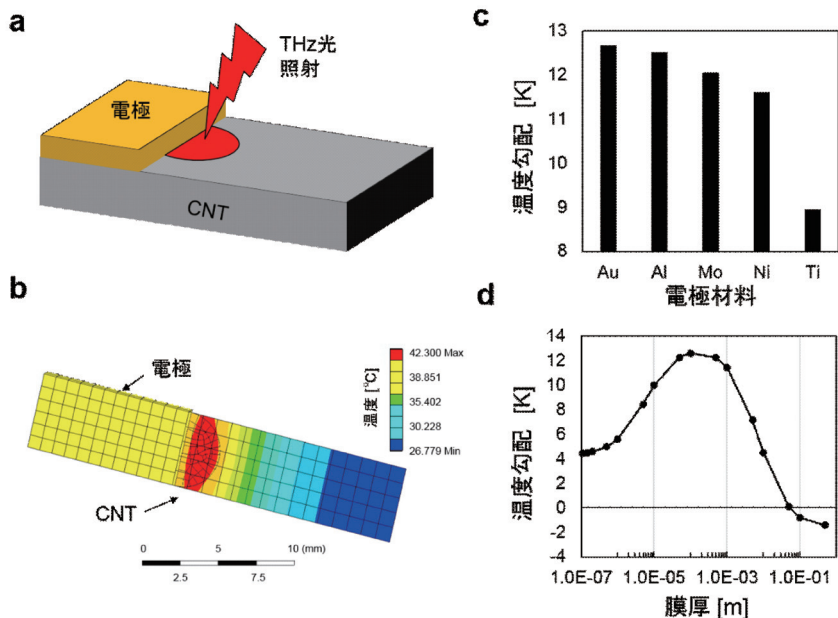 a
THz光
照射
電極
CNT
b
電極
CNT
温度 [℃]
42.300 Max
38.851
35.402
30.228
26.779 Min
0
5
10 (mm)
2.5
7.5
c
温度勾配 [K]
13
12
11
10
9
8
Au
Al
Mo
Ni
Ti
電極材料
d
温度勾配 [K]
14
12
10
8
6
4
2
0
-2
-4
1.0E-07
1.0E-05
1.0E-03
1.0E-01
膜厚 [m]